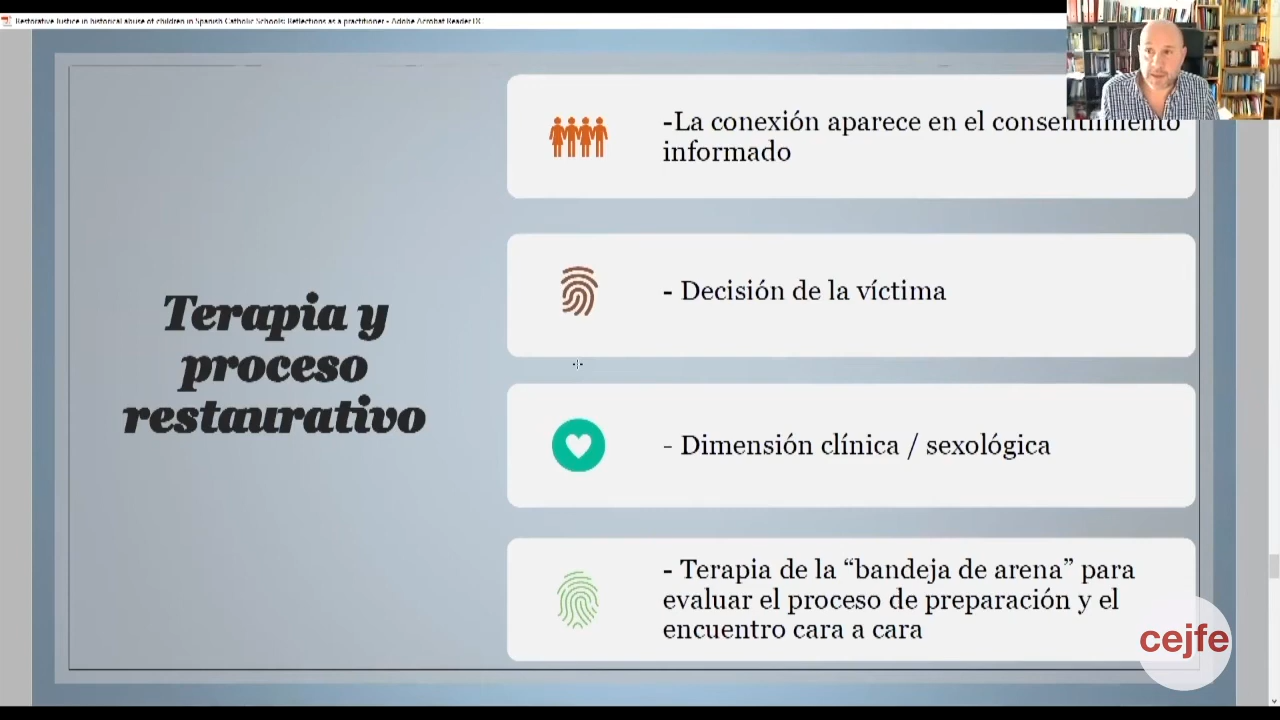 Restorative Justice in historical abuse of children in Spanish Catholic Schools: Reflections as a practitioner - Adobe Acrobat Reader DC
-La conexión aparece en el consentimiento
informado
Terapia y
proceso
restaurativo
- Decisión de la víctima
- Dimensión clínica / sexológica
- Terapia de la “bandeja de arena” para
evaluar el proceso de preparación y el
encuentro cara a cara
cejfe